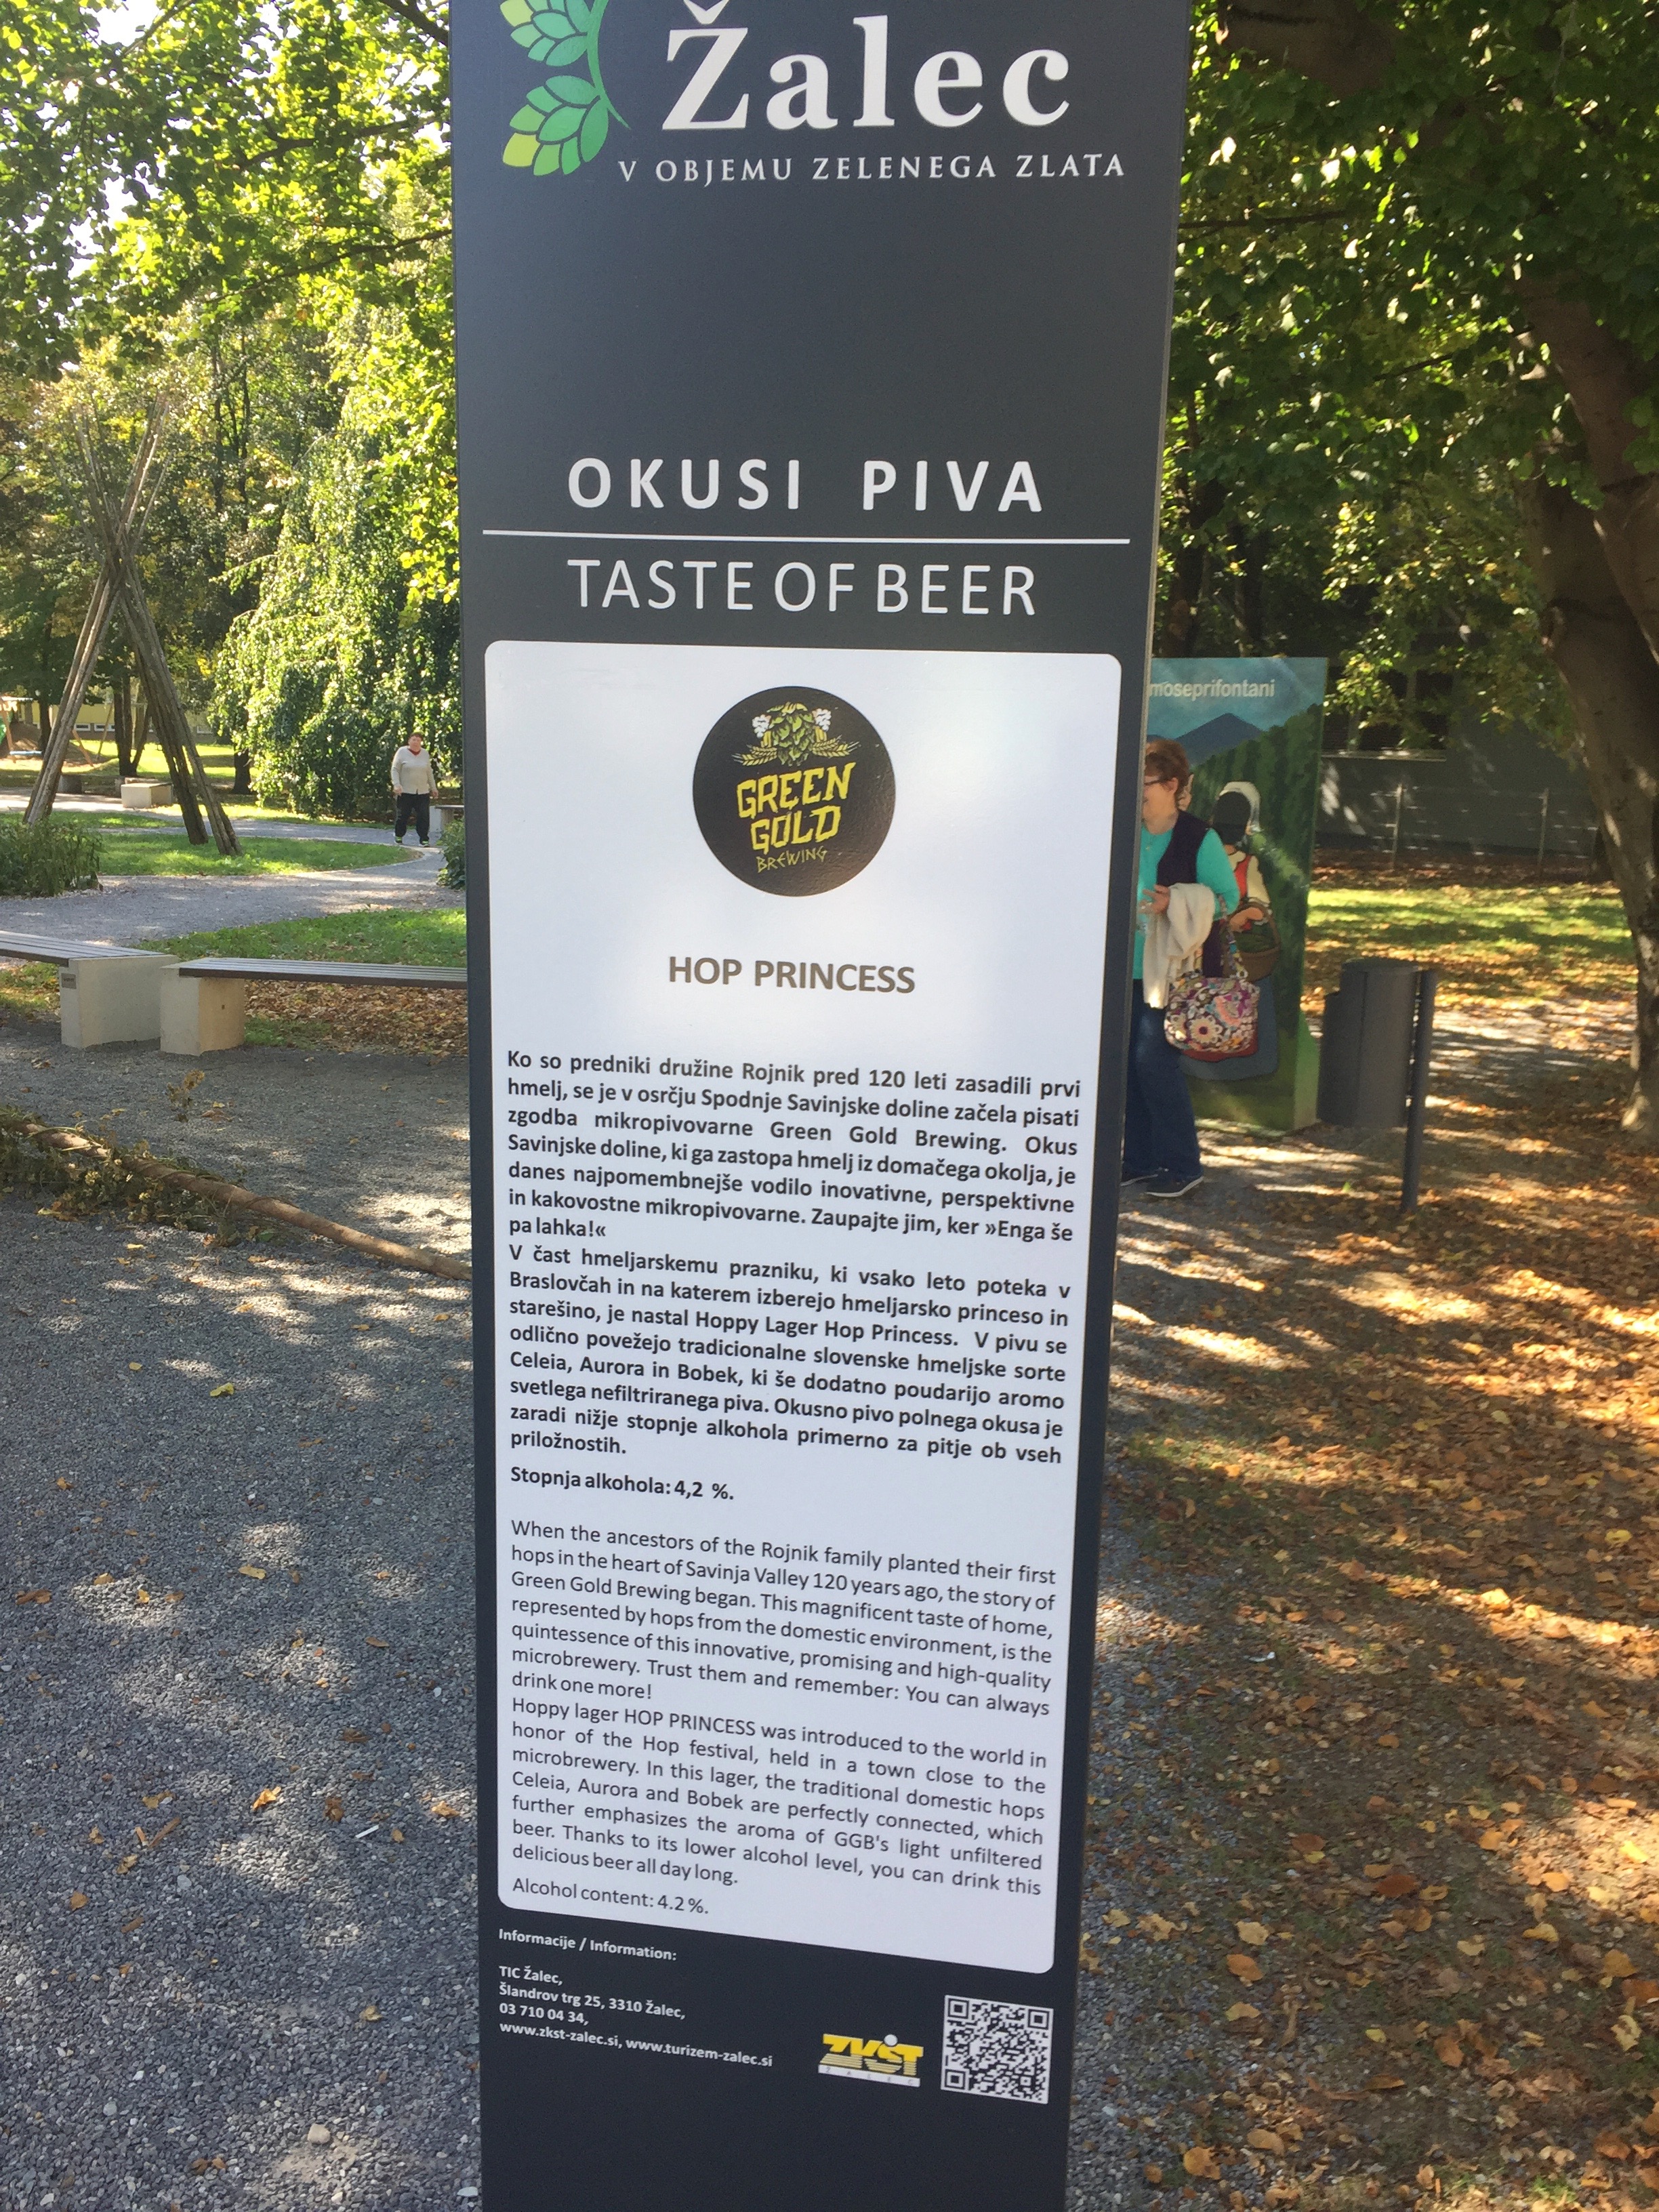 Žalec
V OBJEMU ZELENEGA ZLATA
OKUSI PIVA
TASTE OF BEER
GREEN
GOLD
BREWING
HOP PRINCESS
Ko so predniki družine Rojnik pred 120 leti zasadili prvi
hmelj, se je v osrčju Spodnje Savinjske doline začela pisati
zgodba mikropivovarne Green Gold Brewing. Okus
Savinjske doline, ki ga zastopa hmelj iz domačega okolja, je
danes najpomembnejše vodilo inovativne, perspektivne
in kakovostne mikropivovarne. Zaupajte jim, ker »Enga še
pa lahka!«
V čast hmeljarskemu prazniku, ki vsako leto poteka v
Braslovčah in na katerem izberejo hmeljarsko princeso in
starešino, je nastal Hoppy Lager Hop Princess. V pivu se
odlično povežejo tradicionalne slovenske hmeljske sorte
Celeia, Aurora in Bobek, ki še dodatno poudarijo aromo
svetlega nefiltriranega piva. Okusno pivo polnega okusa je
zaradi nižje stopnje alkohola primerno za pitje ob vseh
priložnostih.
Stopnja alkohola: 4,2 %.
When the ancestors of the Rojnik family planted their first
hops in the heart of Savinja Valley 120 years ago, the story of
Green Gold Brewing began. This magnificent taste of home,
represented by hops from the domestic environment, is the
quintessence of this innovative, promising and high-quality
microbrewery. Trust them and remember: You can always
drink one more!
Hoppy lager HOP PRINCESS was introduced to the world in
honor of the Hop festival, held in a town close to the
microbrewery. In this lager, the traditional domestic hops
Celeia, Aurora and Bobek are perfectly connected, which
further emphasizes the aroma of GGB's light unfiltered
beer. Thanks to its lower alcohol level, you can drink this
delicious beer all day long.
Alcohol content: 4.2 %.
Informacije / Information:
TIC Žalec,
Šlandrov trg 25, 3310 Žalec,
03 710 04 34,
www.zkst-zalec.si, www.turizem-zalec.si
ZKŠT
ŽALEC
moseprifontani